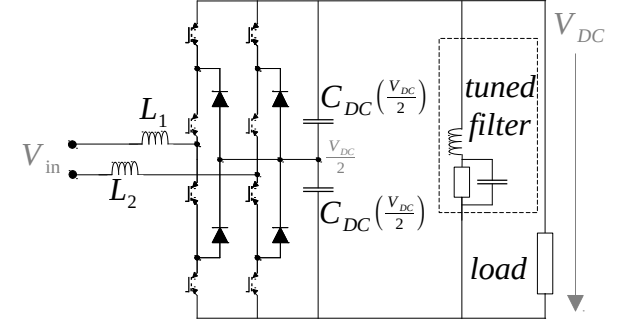 V_DC
C_DC (V_DC/2)
tuned
filter
L_1
V_in
V_DC/2
L_2
C_DC (V_DC/2)
load